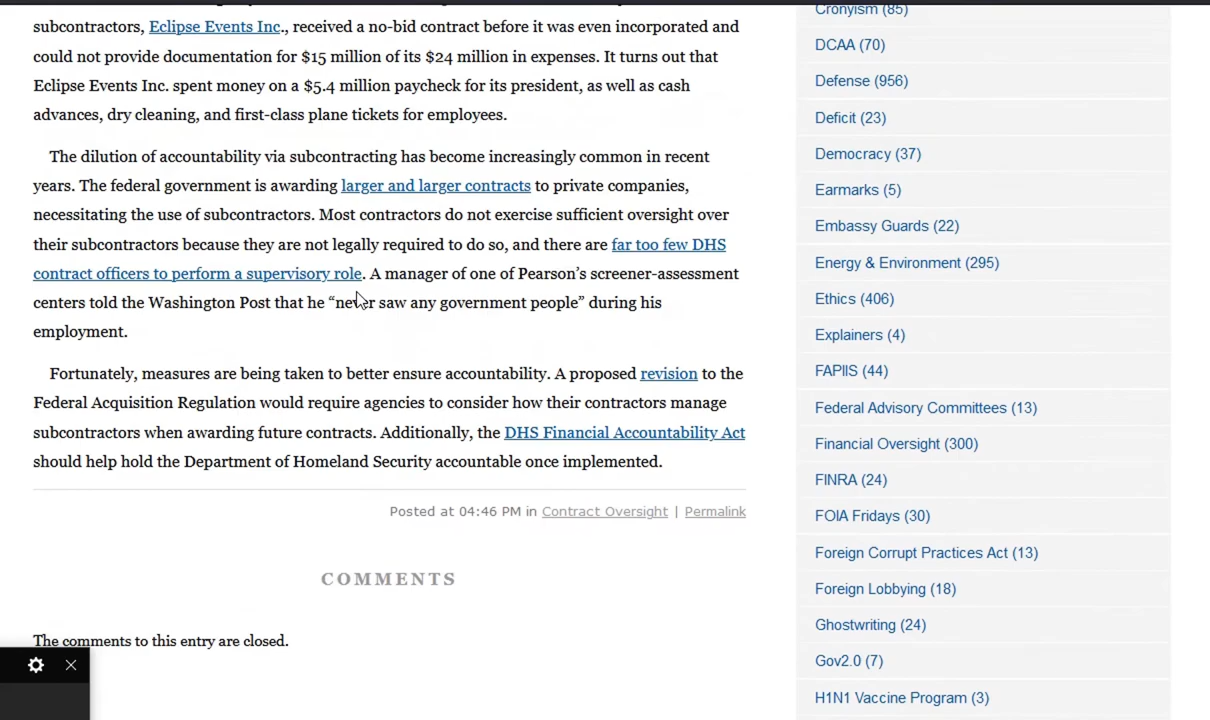 subcontractors, Eclipse Events Inc., received a no-bid contract before it was even incorporated and
could not provide documentation for $15 million of its $24 million in expenses. It turns out that
Eclipse Events Inc. spent money on a $5.4 million paycheck for its president, as well as cash
advances, dry cleaning, and first-class plane tickets for employees.
The dilution of accountability via subcontracting has become increasingly common in recent
years. The federal government is awarding larger and larger contracts to private companies,
necessitating the use of subcontractors. Most contractors do not exercise sufficient oversight over
their subcontractors because they are not legally required to do so, and there are far too few DHS
contract officers to perform a supervisory role. A manager of one of Pearson’s screener-assessment
centers told the Washington Post that he “never saw any government people” during his
employment.
Fortunately, measures are being taken to better ensure accountability. A proposed revision to the
Federal Acquisition Regulation would require agencies to consider how their contractors manage
subcontractors when awarding future contracts. Additionally, the DHS Financial Accountability Act
should help hold the Department of Homeland Security accountable once implemented.
Posted at 04:46 PM in Contract Oversight | Permalink
COMMENTS
The comments to this entry are closed.
Cronyism (85)
DCAA (70)
Defense (956)
Deficit (23)
Democracy (37)
Earmarks (5)
Embassy Guards (22)
Energy & Environment (295)
Ethics (406)
Explainers (4)
FAPIIS (44)
Federal Advisory Committees (13)
Financial Oversight (300)
FINRA (24)
FOIA Fridays (30)
Foreign Corrupt Practices Act (13)
Foreign Lobbying (18)
Ghostwriting (24)
Gov2.0 (7)
H1N1 Vaccine Program (3)